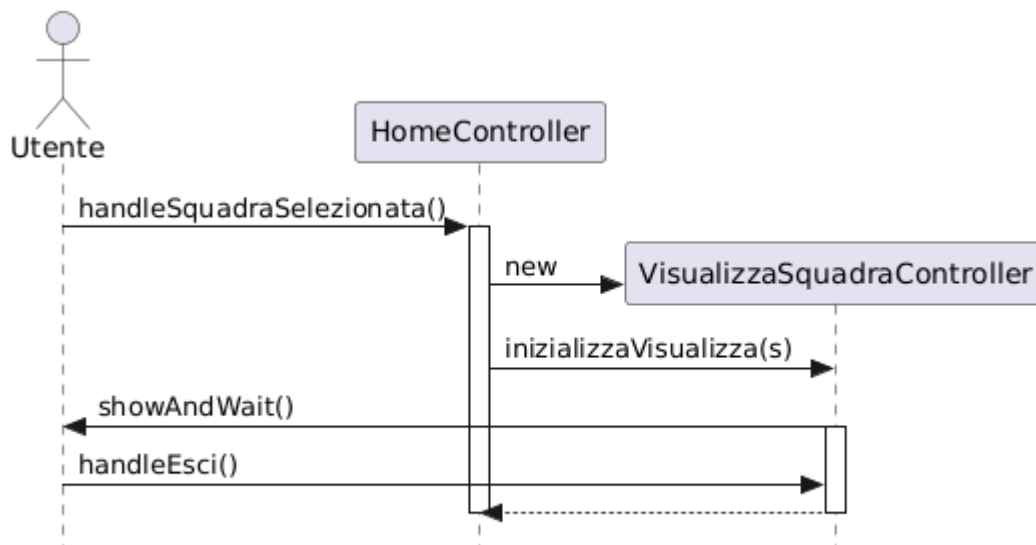 Utente
HomeController
handleSquadraSelezionata()
new
VisualizzaSquadraController
inizializzaVisualizza(s)
showAndWait()
handleEsci()